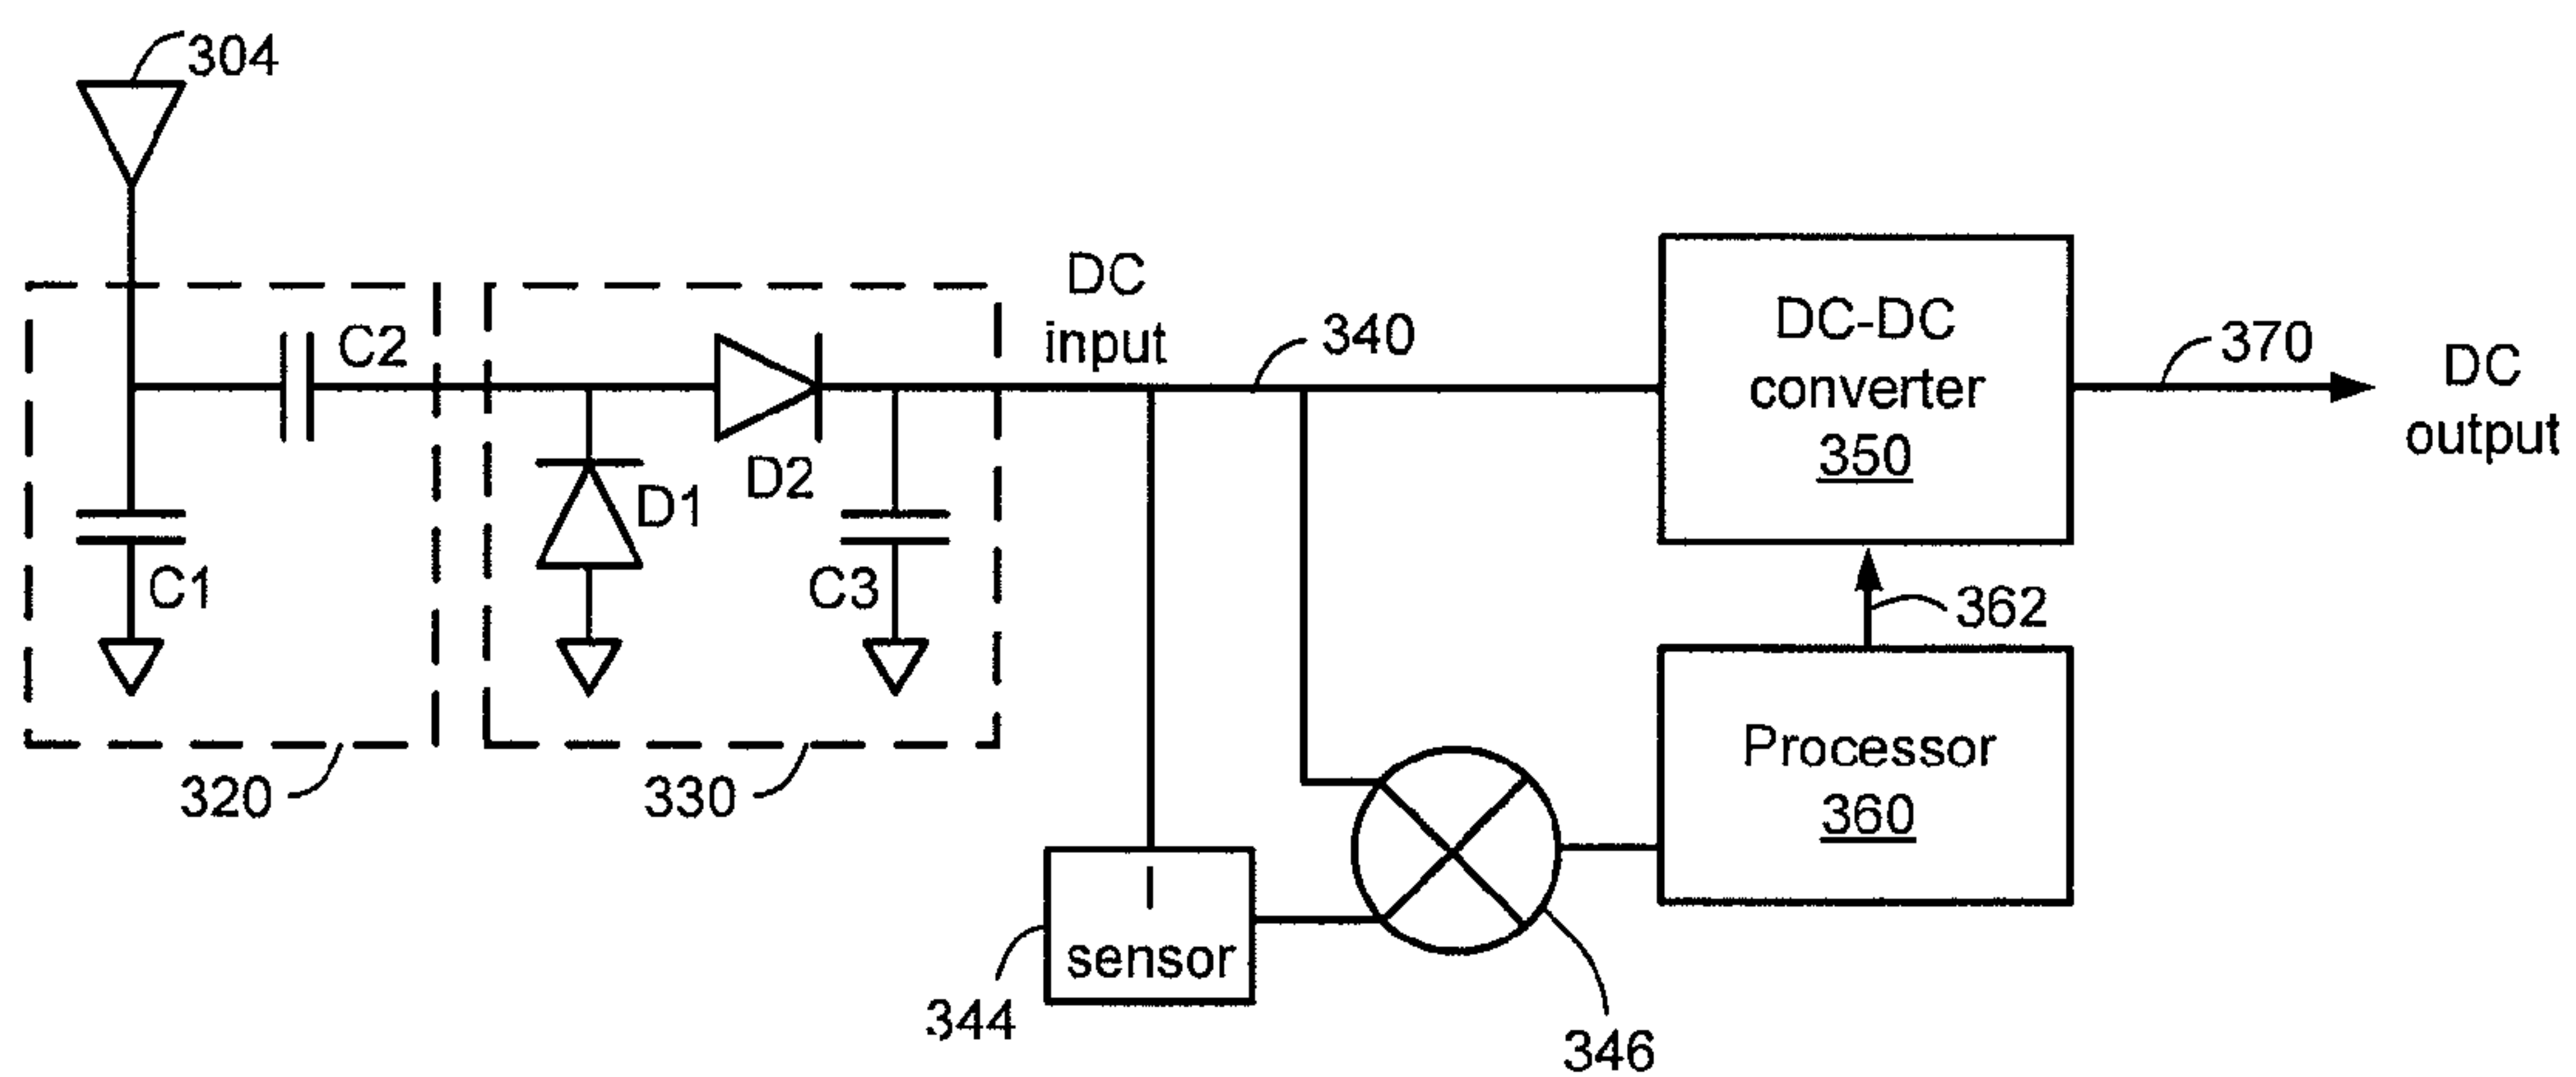 304
C2
C1
320
D1
D2
C3
330
DC
input
340
DC-DC
converter
350
370
DC
output
362
Processor
360
I
sensor
344
346